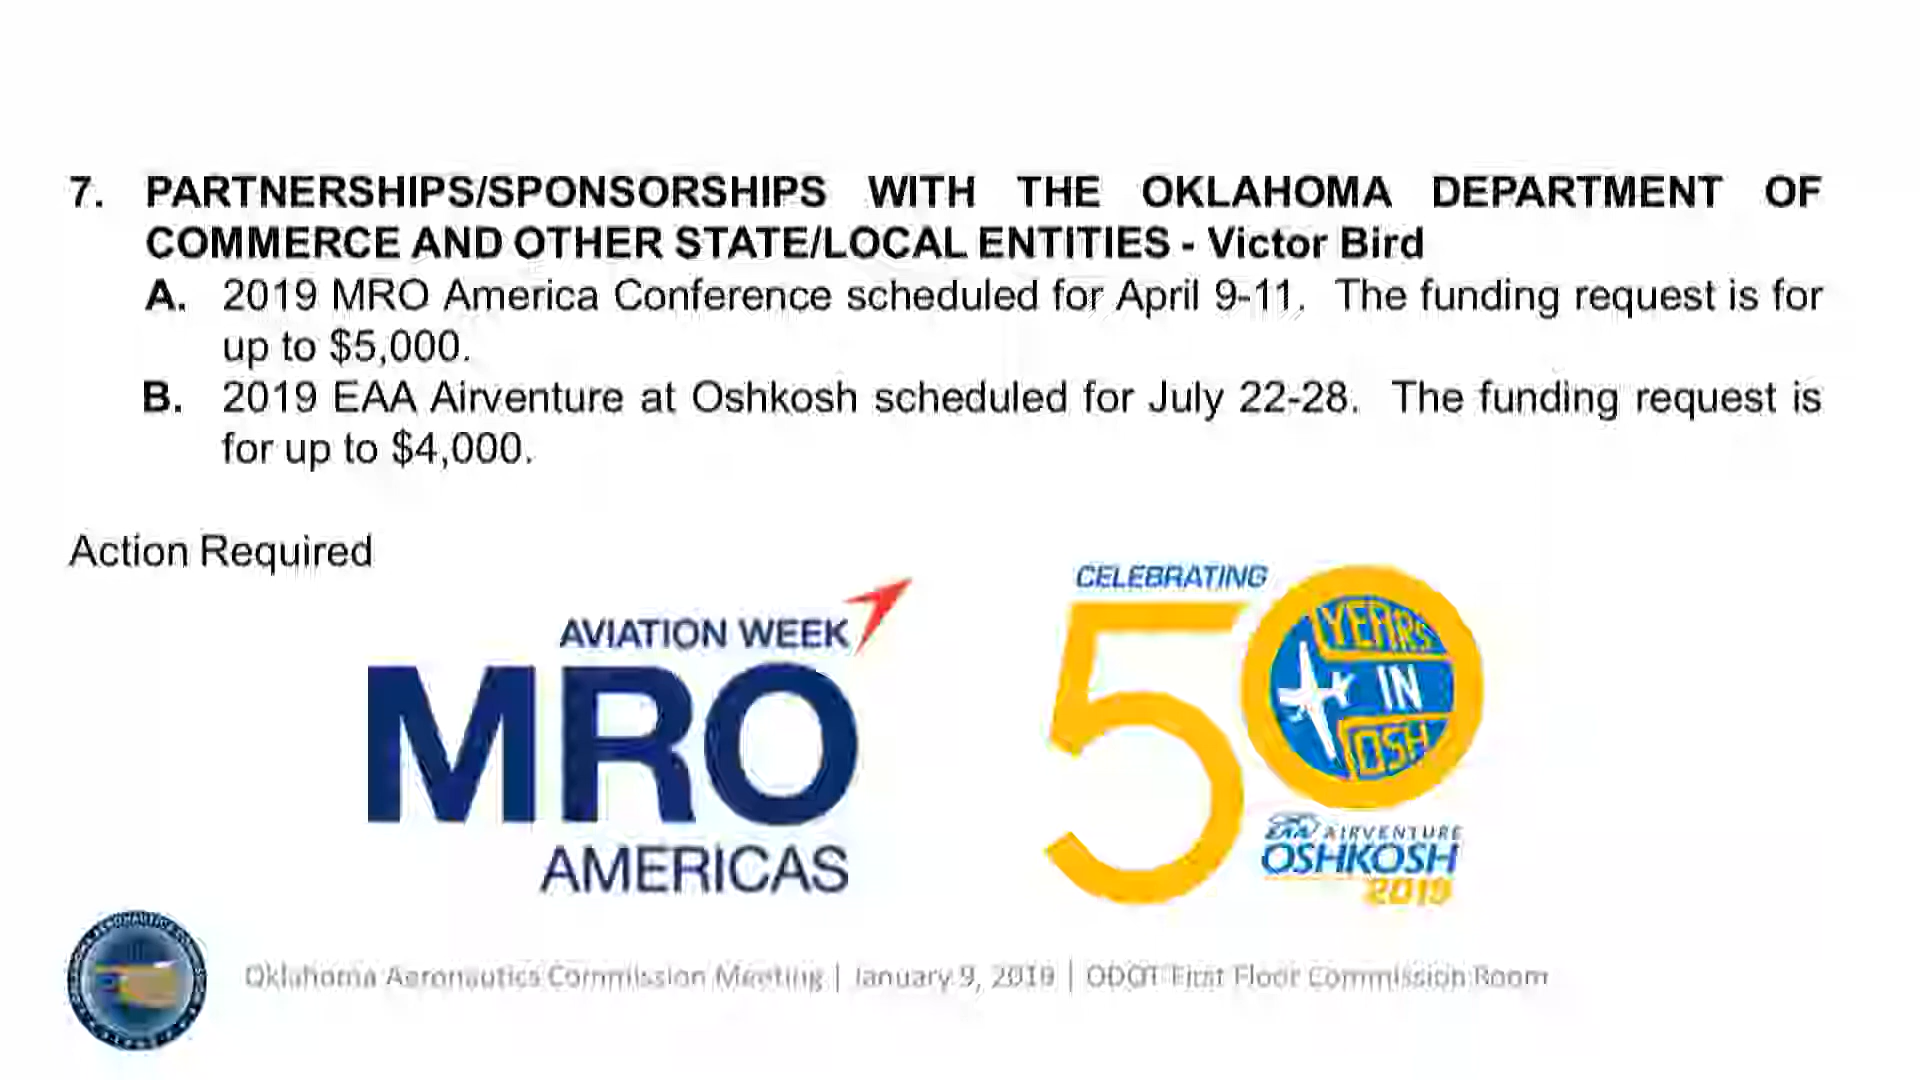 7. PARTNERSHIPS/SPONSORSHIPS WITH THE OKLAHOMA DEPARTMENT OF
COMMERCE AND OTHER STATE/LOCAL ENTITIES - Victor Bird
A. 2019 MRO America Conference scheduled for April 9-11. The funding request is for
up to $5,000.
B. 2019 EAA Airventure at Oshkosh scheduled for July 22-28. The funding request is
for up to $4,000.
Action Required
AVIATION WEEK
MRO
AMERICAS
CELEBRATING
50
YEARS
IN
OSH
EAA AIRVENTURE
OSHKOSH
2019
Oklahoma Aeronautics Commission Meeting | January 9, 2019 | ODOT First Floor Commission Room